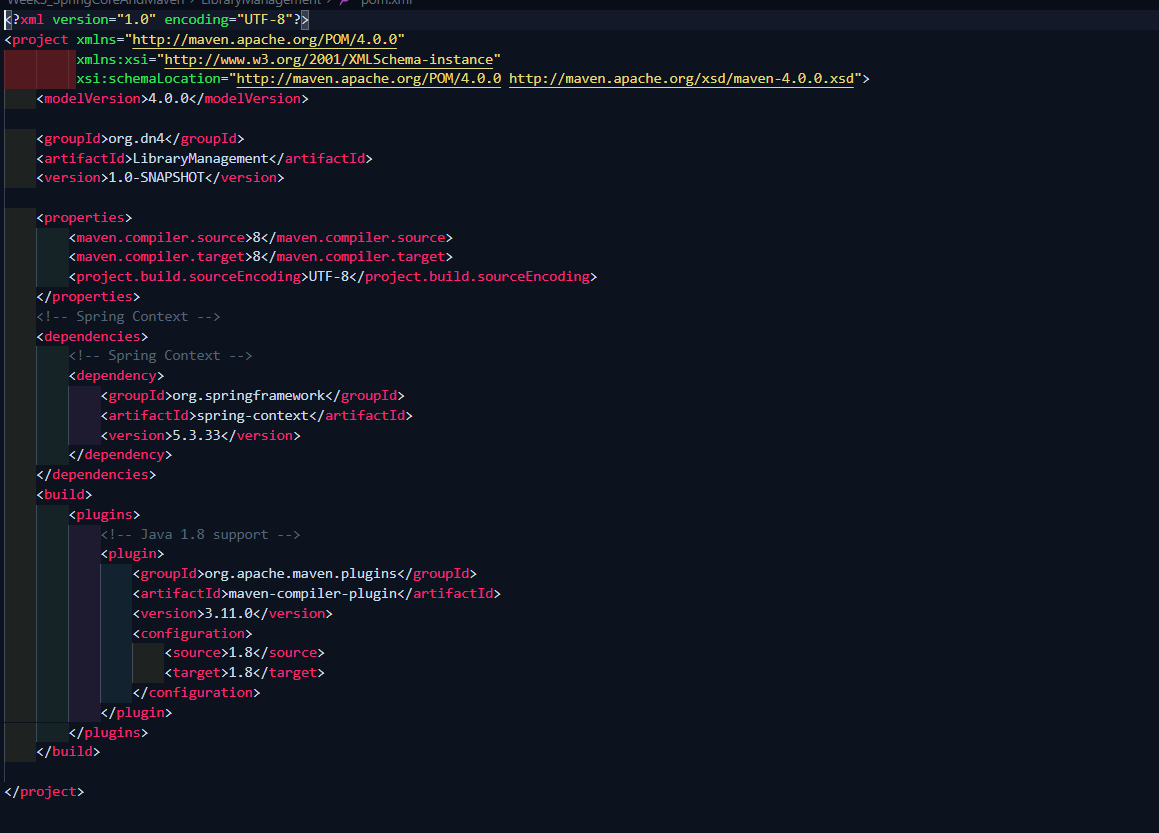 Week3_SpringCoreAndMaven > LibraryManagement > pom.xml
<?xml version="1.0" encoding="UTF-8"?>
<project xmlns="http://maven.apache.org/POM/4.0.0"
         xmlns:xsi="http://www.w3.org/2001/XMLSchema-instance"
         xsi:schemaLocation="http://maven.apache.org/POM/4.0.0 http://maven.apache.org/xsd/maven-4.0.0.xsd">
    <modelVersion>4.0.0</modelVersion>

    <groupId>org.dn4</groupId>
    <artifactId>LibraryManagement</artifactId>
    <version>1.0-SNAPSHOT</version>

    <properties>
        <maven.compiler.source>8</maven.compiler.source>
        <maven.compiler.target>8</maven.compiler.target>
        <project.build.sourceEncoding>UTF-8</project.build.sourceEncoding>
    </properties>
    <!-- Spring Context -->
    <dependencies>
        <!-- Spring Context -->
        <dependency>
            <groupId>org.springframework</groupId>
            <artifactId>spring-context</artifactId>
            <version>5.3.33</version>
        </dependency>
    </dependencies>
    <build>
        <plugins>
            <!-- Java 1.8 support -->
            <plugin>
                <groupId>org.apache.maven.plugins</groupId>
                <artifactId>maven-compiler-plugin</artifactId>
                <version>3.11.0</version>
                <configuration>
                    <source>1.8</source>
                    <target>1.8</target>
                </configuration>
            </plugin>
        </plugins>
    </build>

</project>